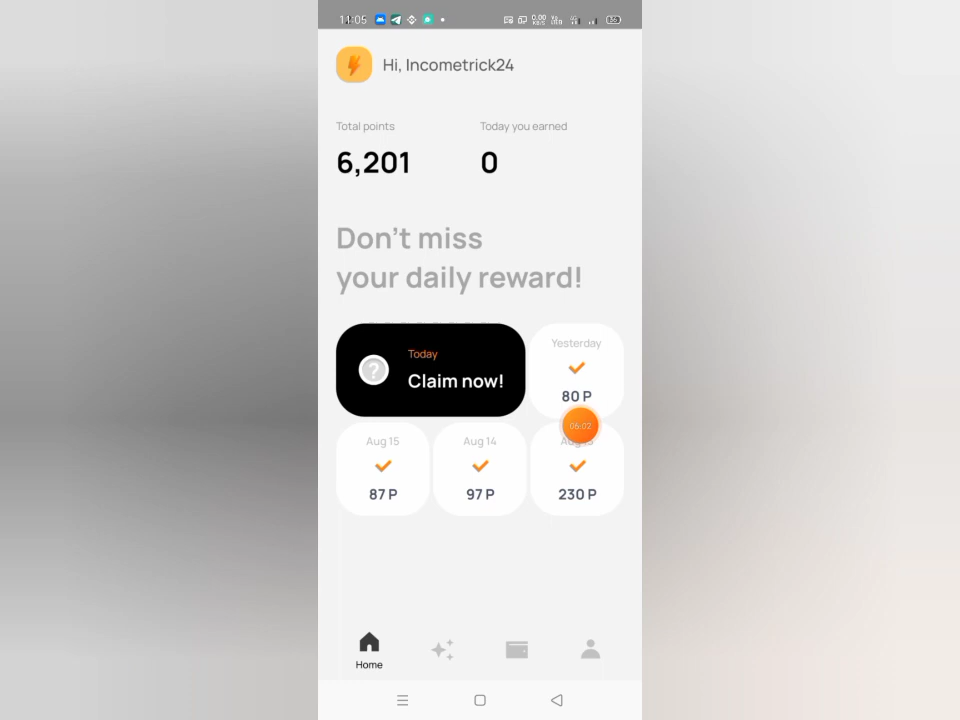 11:05
Hi, Incometrick24
Total points
Today you earned
6,201
0
Don't miss
your daily reward!
Today
Claim now!
Yesterday
80 P
06:02
Aug 15
87 P
Aug 14
97 P
230 P
Home